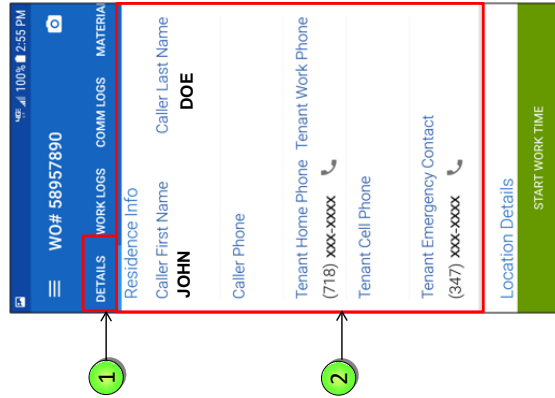 4G 100% 2:55 PM
WO# 58957890
DETAILS WORK LOGS COMM LOGS MATERIA
Residence Info
Caller First Name Caller Last Name
JOHN DOE
Caller Phone
Tenant Home Phone Tenant Work Phone
(718) xxx-xxxx
Tenant Cell Phone
Tenant Emergency Contact
(347) xxx-xxxx
Location Details
START WORK TIME
1
2